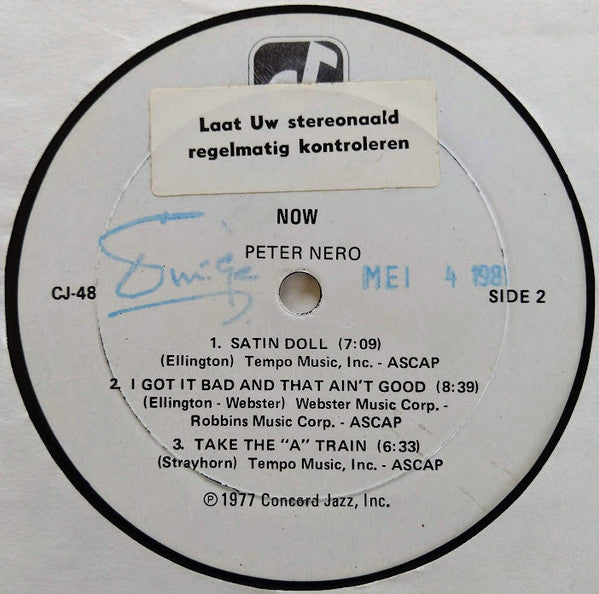 Laat Uw stereonaald
regelmatig kontroleren
NOW
PETER NERO
MEI 4 198
CJ-48
SIDE 2
1. SATIN DOLL (7:09)
(Ellington) Tempo Music, Inc. - ASCAP
2. I GOT IT BAD AND THAT AIN'T GOOD (8:39)
(Ellington - Webster) Webster Music Corp. -
Robbins Music Corp. - ASCAP
3. TAKE THE "A" TRAIN (6:33)
(Strayhorn) Tempo Music, Inc. - ASCAP
℗ 1977 Concord Jazz, Inc.